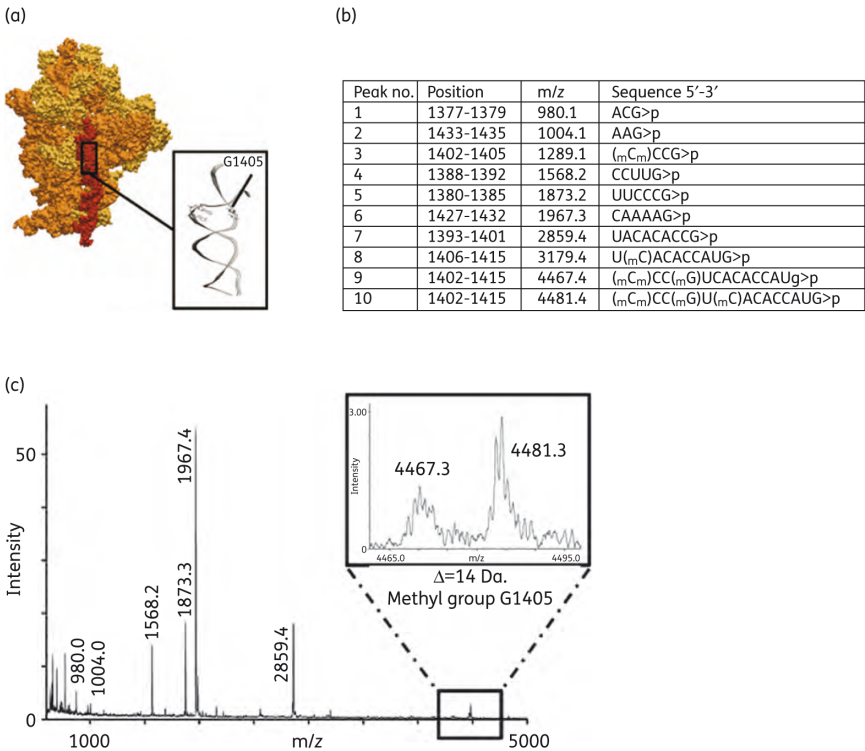 (a)
G1405
(b)
Peak no. Position m/z Sequence 5′-3′
1 1377-1379 980.1 ACG>p
2 1433-1435 1004.1 AAG>p
3 1402-1405 1289.1 (mCm)CCG>p
4 1388-1392 1568.2 CCUUG>p
5 1380-1385 1873.2 UUCCCG>p
6 1427-1432 1967.3 CAAAAG>p
7 1393-1401 2859.4 UACACACCG>p
8 1406-1415 3179.4 U(mC)ACACCAUG>p
9 1402-1415 4467.4 (mCm)CC(mG)UCACACCAUg>p
10 1402-1415 4481.4 (mCm)CC(mG)U(mC)ACACCAUG>p
(c)
50
0
Intensity
980.0
1004.0
1568.2
1873.3
1967.4
2859.4
1000
m/z
5000
3.00
Intensity
0
4467.3
4481.3
4465.0
m/z
4495.0
Δ=14 Da.
Methyl group G1405